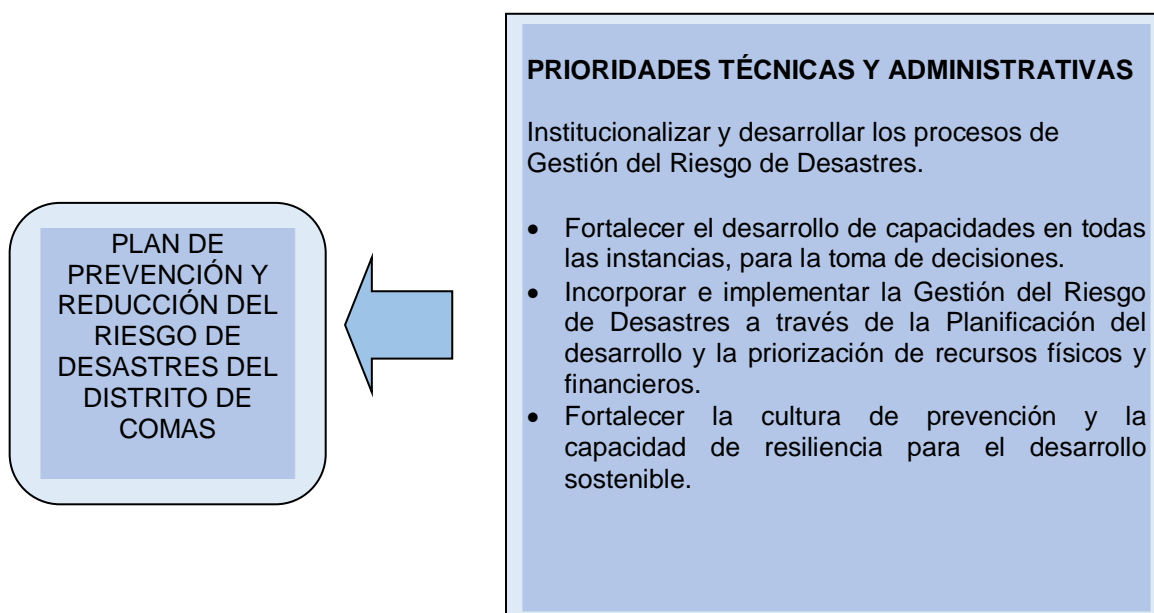 PLAN DE
PREVENCIÓN Y
REDUCCIÓN DEL
RIESGO DE
DESASTRES DEL
DISTRITO DE
COMAS
PRIORIDADES TÉCNICAS Y ADMINISTRATIVAS
Institucionalizar y desarrollar los procesos de
Gestión del Riesgo de Desastres.
• Fortalecer el desarrollo de capacidades en todas
las instancias, para la toma de decisiones.
• Incorporar e implementar la Gestión del Riesgo
de Desastres a través de la Planificación del
desarrollo y la priorización de recursos físicos y
financieros.
• Fortalecer la cultura de prevención y la
capacidad de resiliencia para el desarrollo
sostenible.